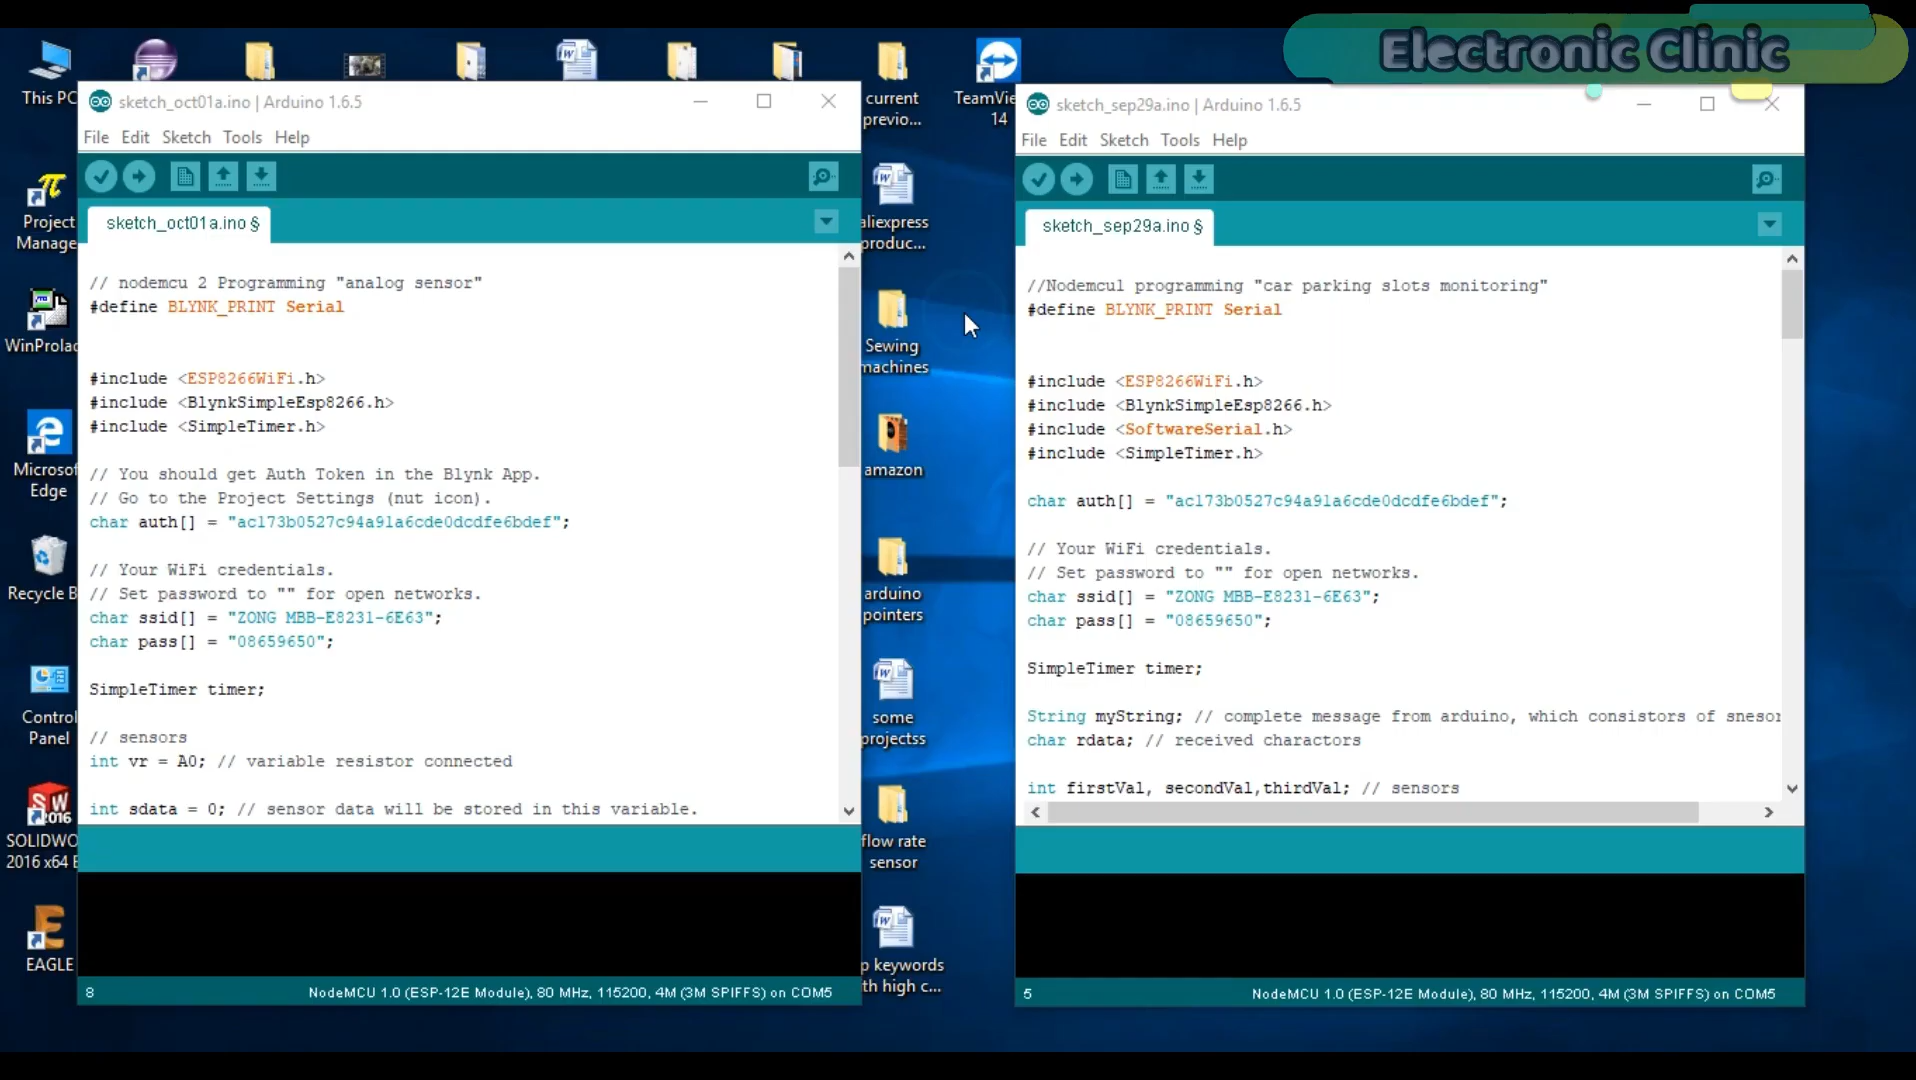 Electronic Clinic
This PC
current
previo...
TeamVie
14
Project
Manage
aliexpress
produc...
WinProlad
Sewing
machines
Microsof
Edge
amazon
Recycle B
arduino
pointers
Control
Panel
some
projectss
SOLIDWO
2016 x64 E
flow rate
sensor
EAGLE
p keywords
th high c...
sketch_oct01a.ino | Arduino 1.6.5
File Edit Sketch Tools Help
sketch_oct01a.ino §
// nodemcu 2 Programming "analog sensor"
#define BLYNK_PRINT Serial
#include <ESP8266WiFi.h>
#include <BlynkSimpleEsp8266.h>
#include <SimpleTimer.h>
// You should get Auth Token in the Blynk App.
// Go to the Project Settings (nut icon).
char auth[] = "ac173b0527c94a91a6cde0dcdfe6bdef";
// Your WiFi credentials.
// Set password to "" for open networks.
char ssid[] = "ZONG MBB-E8231-6E63";
char pass[] = "08659650";
SimpleTimer timer;
// sensors
int vr = A0; // variable resistor connected
int sdata = 0; // sensor data will be stored in this variable.
8
NodeMCU 1.0 (ESP-12E Module), 80 MHz, 115200, 4M (3M SPIFFS) on COM5
sketch_sep29a.ino | Arduino 1.6.5
File Edit Sketch Tools Help
sketch_sep29a.ino §
//Nodemcu1 programming "car parking slots monitoring"
#define BLYNK_PRINT Serial
#include <ESP8266WiFi.h>
#include <BlynkSimpleEsp8266.h>
#include <SoftwareSerial.h>
#include <SimpleTimer.h>
char auth[] = "ac173b0527c94a91a6cde0dcdfe6bdef";
// Your WiFi credentials.
// Set password to "" for open networks.
char ssid[] = "ZONG MBB-E8231-6E63";
char pass[] = "08659650";
SimpleTimer timer;
String myString; // complete message from arduino, which consistors of snesor
char rdata; // received charactors
int firstVal, secondVal,thirdVal; // sensors
5
NodeMCU 1.0 (ESP-12E Module), 80 MHz, 115200, 4M (3M SPIFFS) on COM5